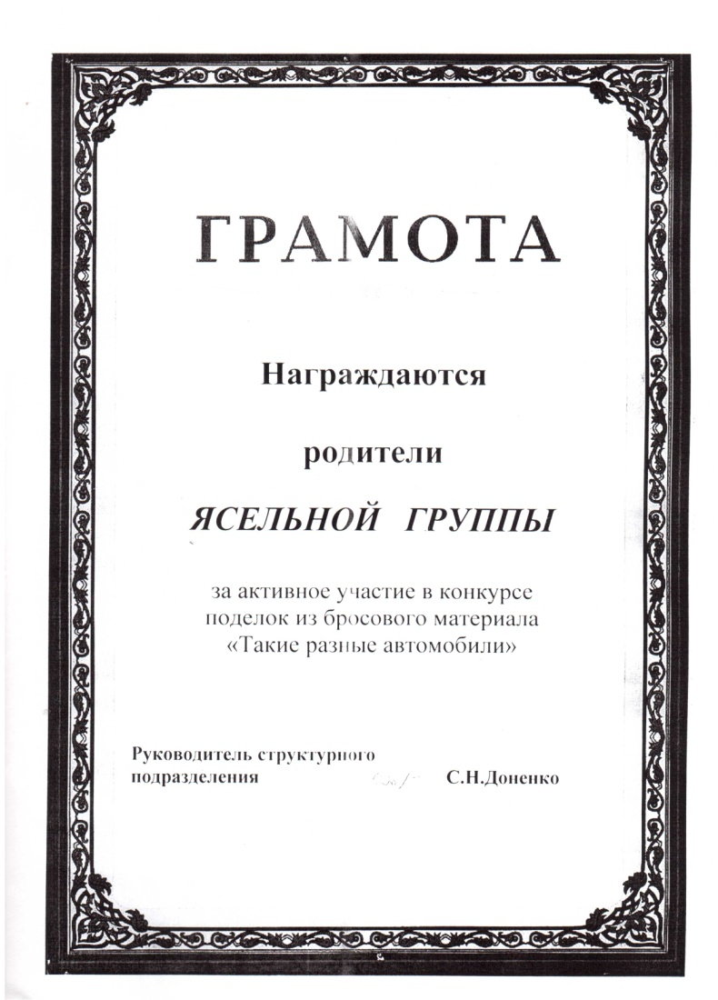 ГРАМОТА
Награждаются
родители
ЯСЕЛЬНОЙ ГРУППЫ
за активное участие в конкурсе
поделок из бросового материала
«Такие разные автомобили»
Руководитель структурного
подразделения С.Н.Доненко